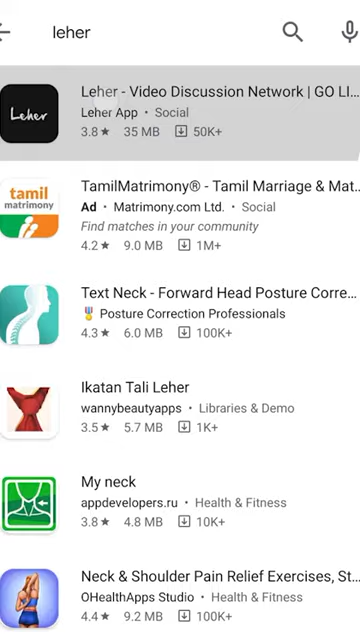 leher
Leher - Video Discussion Network | GO LI...
Leher
Leher App • Social
3.8★ 35 MB 50K+
TamilMatrimony® - Tamil Marriage & Mat...
tamil
matrimony
Ad • Matrimony.com Ltd. • Social
Find matches in your community
4.2★ 9.0 MB 1M+
Text Neck - Forward Head Posture Corre...
Posture Correction Professionals
4.3★ 6.0 MB 100K+
Ikatan Tali Leher
wannybeautyapps • Libraries & Demo
3.5★ 5.7 MB 1K+
My neck
appdevelopers.ru • Health & Fitness
3.8★ 4.8 MB 10K+
Neck & Shoulder Pain Relief Exercises, St...
OHealthApps Studio • Health & Fitness
4.4★ 9.2 MB 100K+